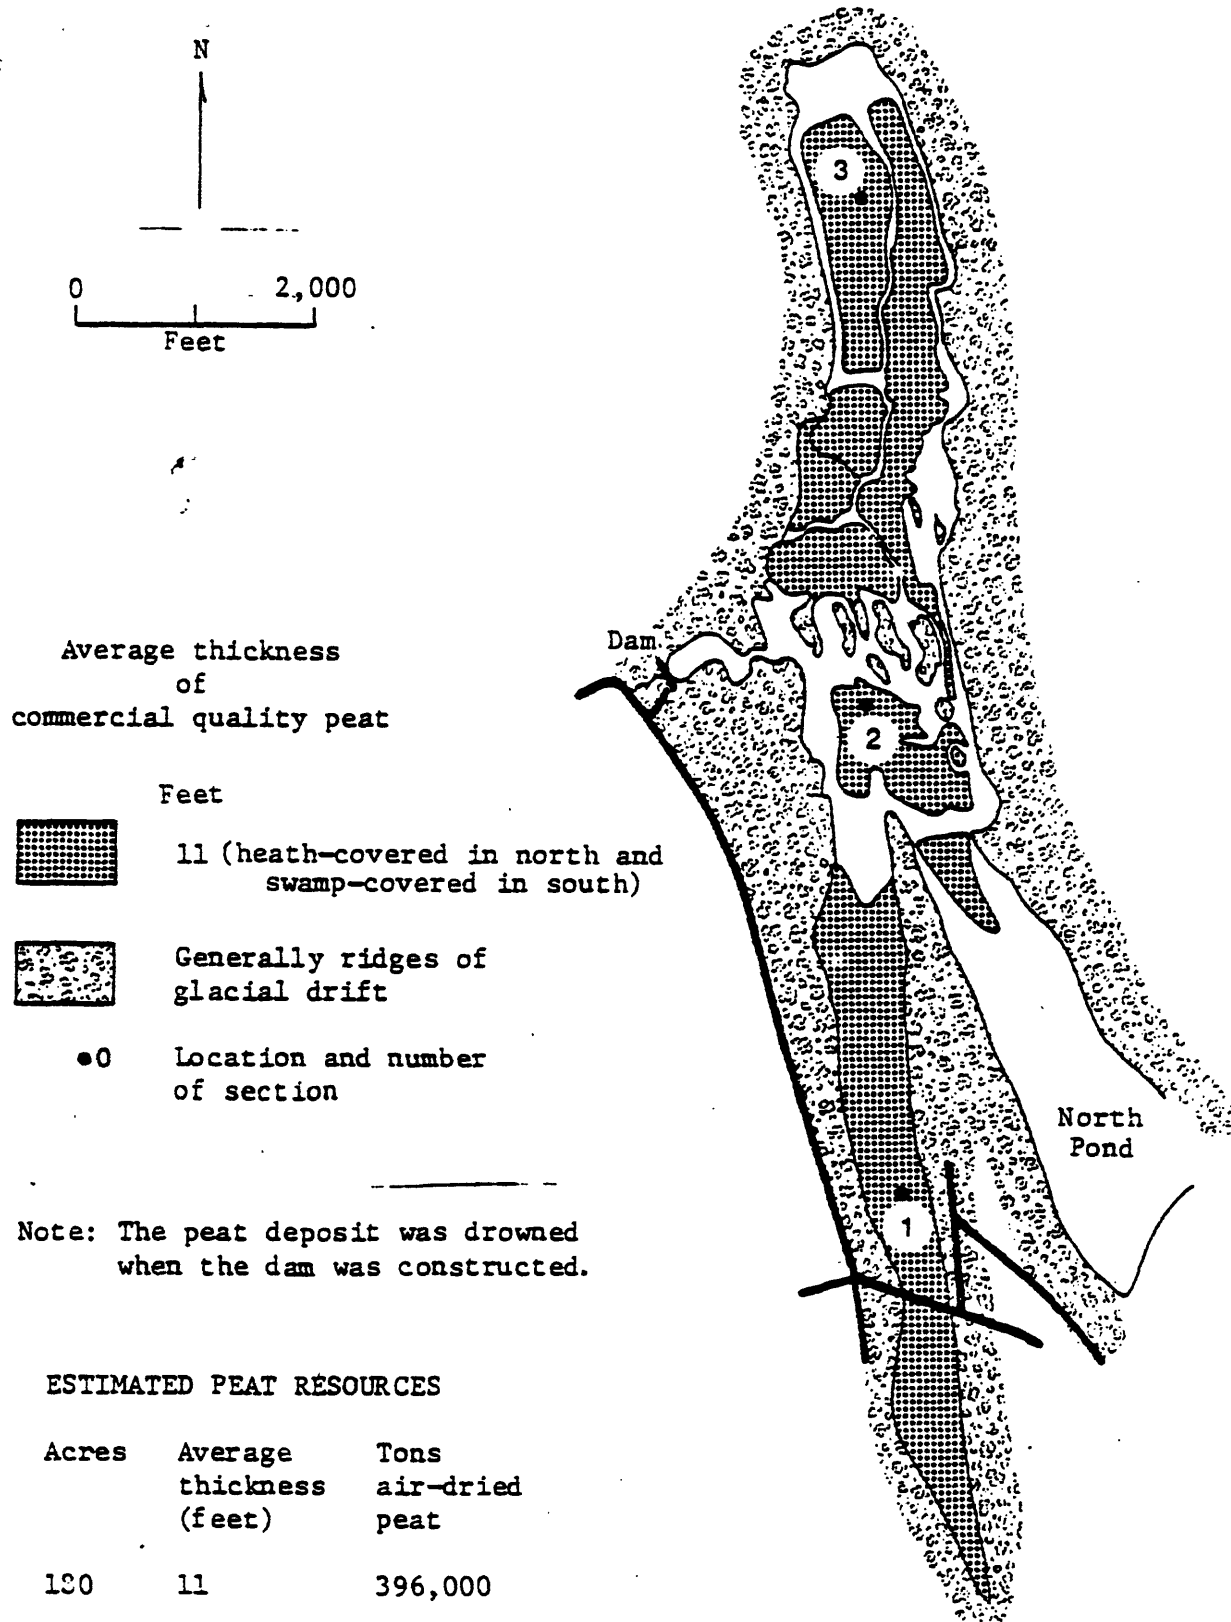 N
0 2,000
Feet
3
Dam
2
Average thickness
of
commercial quality peat
Feet
11 (heath-covered in north and
swamp-covered in south)
Generally ridges of
glacial drift
●0 Location and number
of section
North
Pond
1
Note: The peat deposit was drowned
when the dam was constructed.
ESTIMATED PEAT RESOURCES
Acres Average Tons
thickness air-dried
(feet) peat
180 11 396,000